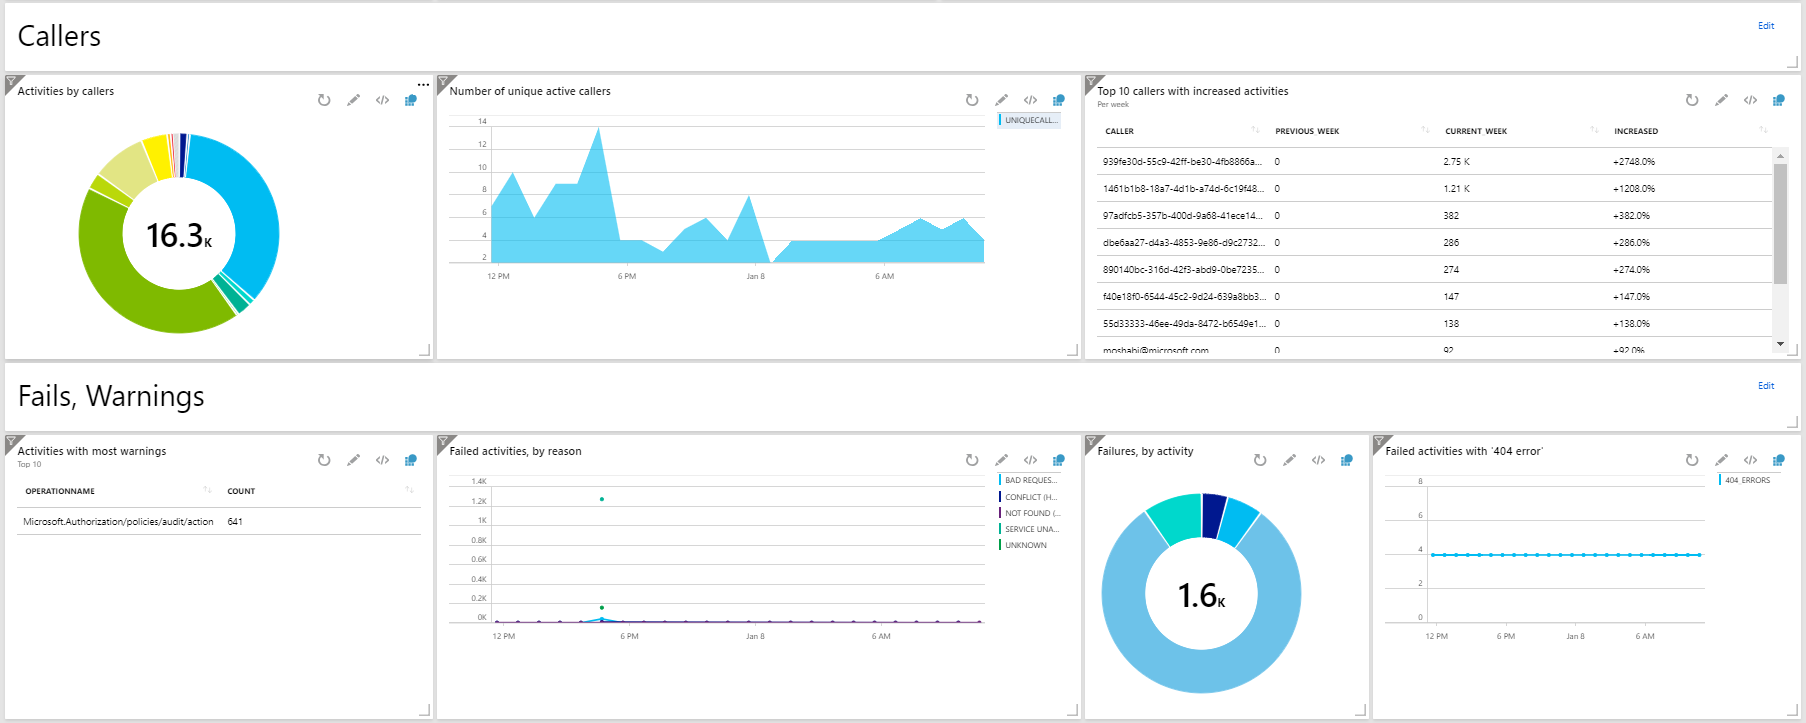 Callers
Edit
Activities by callers
16.3K
Number of unique active callers
14
12
10
8
6
4
2
12 PM 6 PM Jan 8 6 AM
UNIQUECALL...
Top 10 callers with increased activities
Per week
CALLER PREVIOUS_WEEK CURRENT_WEEK INCREASED
939fe30d-55c9-42ff-be30-4fb8866a... 0 2.75 K +2748.0%
1461b1b8-18a7-4d1b-a74d-6c19f48... 0 1.21 K +1208.0%
97adfcb5-357b-400d-9a68-41ece14... 0 382 +382.0%
dbe6aa27-d4a3-4853-9e86-d9c2732... 0 286 +286.0%
890140bc-316d-42f3-abd9-0be7235... 0 274 +274.0%
f40e18f0-6544-45c2-9d24-639a8bb3... 0 147 +147.0%
55d33333-46ee-49da-8472-b6549e1... 0 138 +138.0%
moshabi@microsoft.com 0 92 +92.0%
Fails, Warnings
Edit
Activities with most warnings
Top 10
OPERATIONNAME COUNT
Microsoft.Authorization/policies/audit/action 641
Failed activities, by reason
1.4K
1.2K
1K
0.8K
0.6K
0.4K
0.2K
0K
12 PM 6 PM Jan 8 6 AM
BAD REQUES...
CONFLICT (H...
NOT FOUND (...
SERVICE UNA...
UNKNOWN
Failures, by activity
1.6K
Failed activities with '404 error'
8
6
4
2
0
12 PM 6 PM Jan 8 6 AM
404_ERRORS